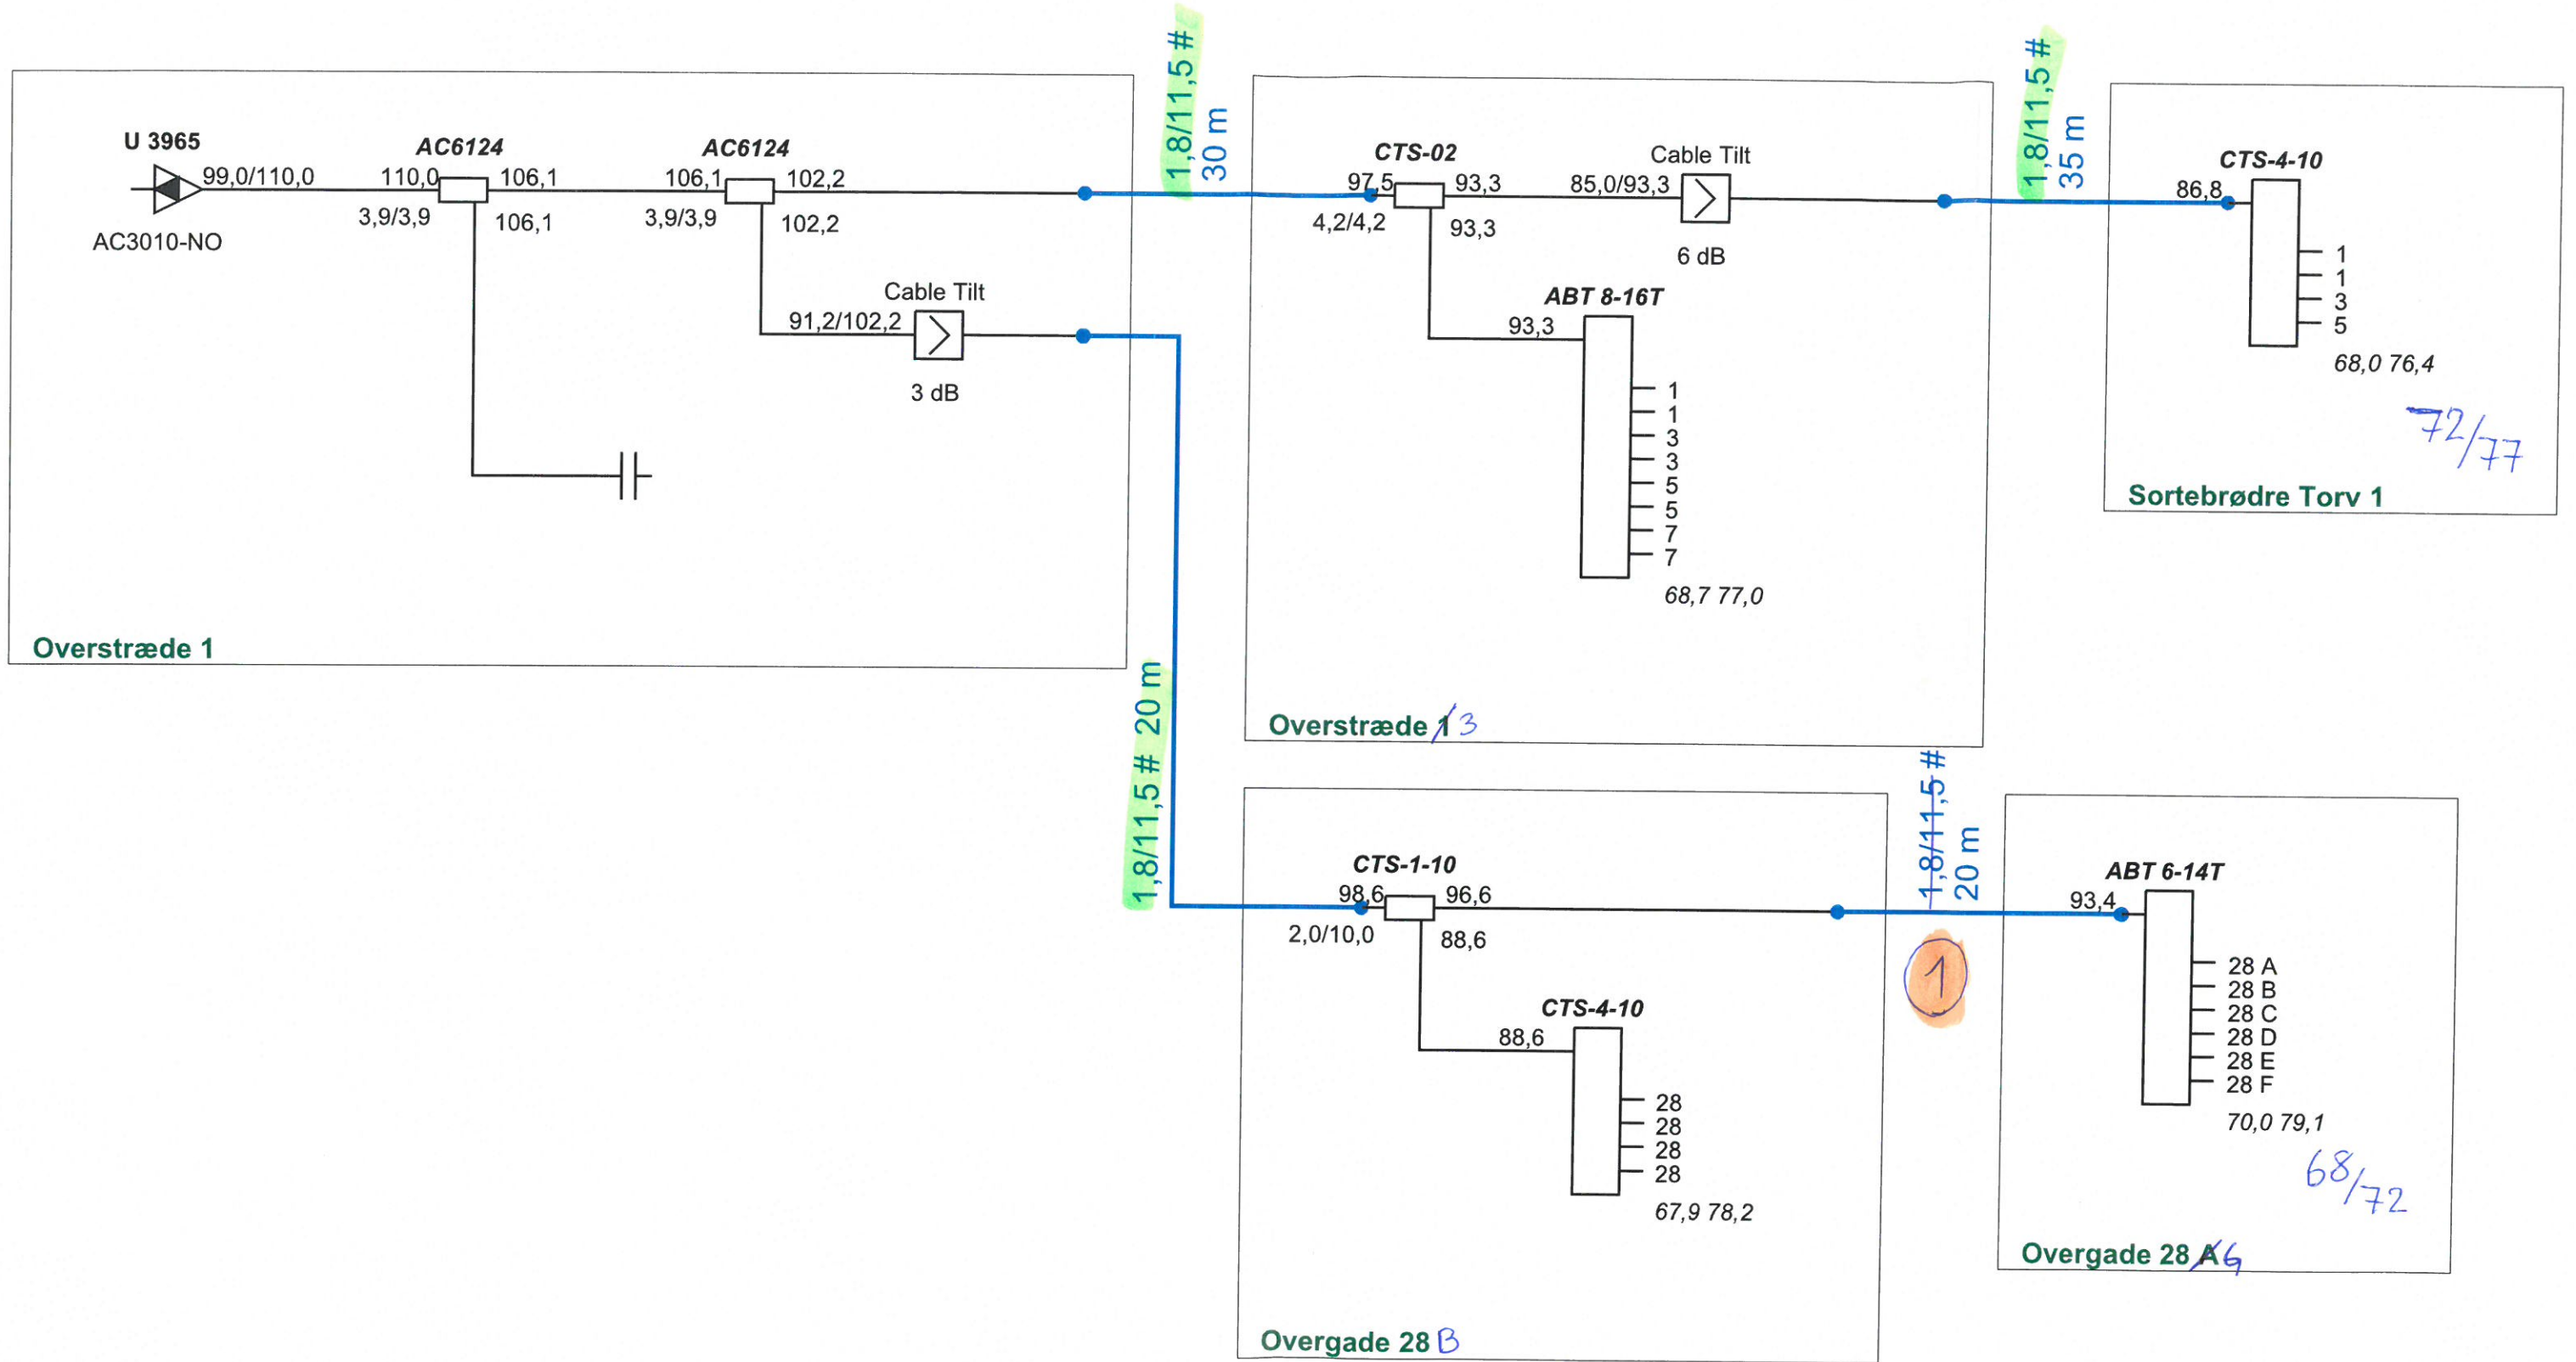 U 3965
99,0/110,0
AC3010-NO
AC6124
110,0
106,1
3,9/3,9
106,1
AC6124
106,1
102,2
3,9/3,9
102,2
Cable Tilt
91,2/102,2
3 dB
Overstræde 1
1,8/11,5 #
30 m
CTS-02
97,5
93,3
4,2/4,2
93,3
Cable Tilt
85,0/93,3
6 dB
ABT 8-16T
93,3
1
1
3
3
5
5
7
7
68,7 77,0
Overstræde 1 3
1,8/11,5 #
35 m
CTS-4-10
86,8
1
1
3
5
68,0 76,4
72/77
Sortebrødre Torv 1
1,8/11,5 # 20 m
CTS-1-10
98,6
96,6
2,0/10,0
88,6
CTS-4-10
88,6
28
28
28
28
67,9 78,2
Overgade 28 B
1,8/11,5 #
20 m
1
ABT 6-14T
93,4
28 A
28 B
28 C
28 D
28 E
28 F
70,0 79,1
68/72
Overgade 28 A